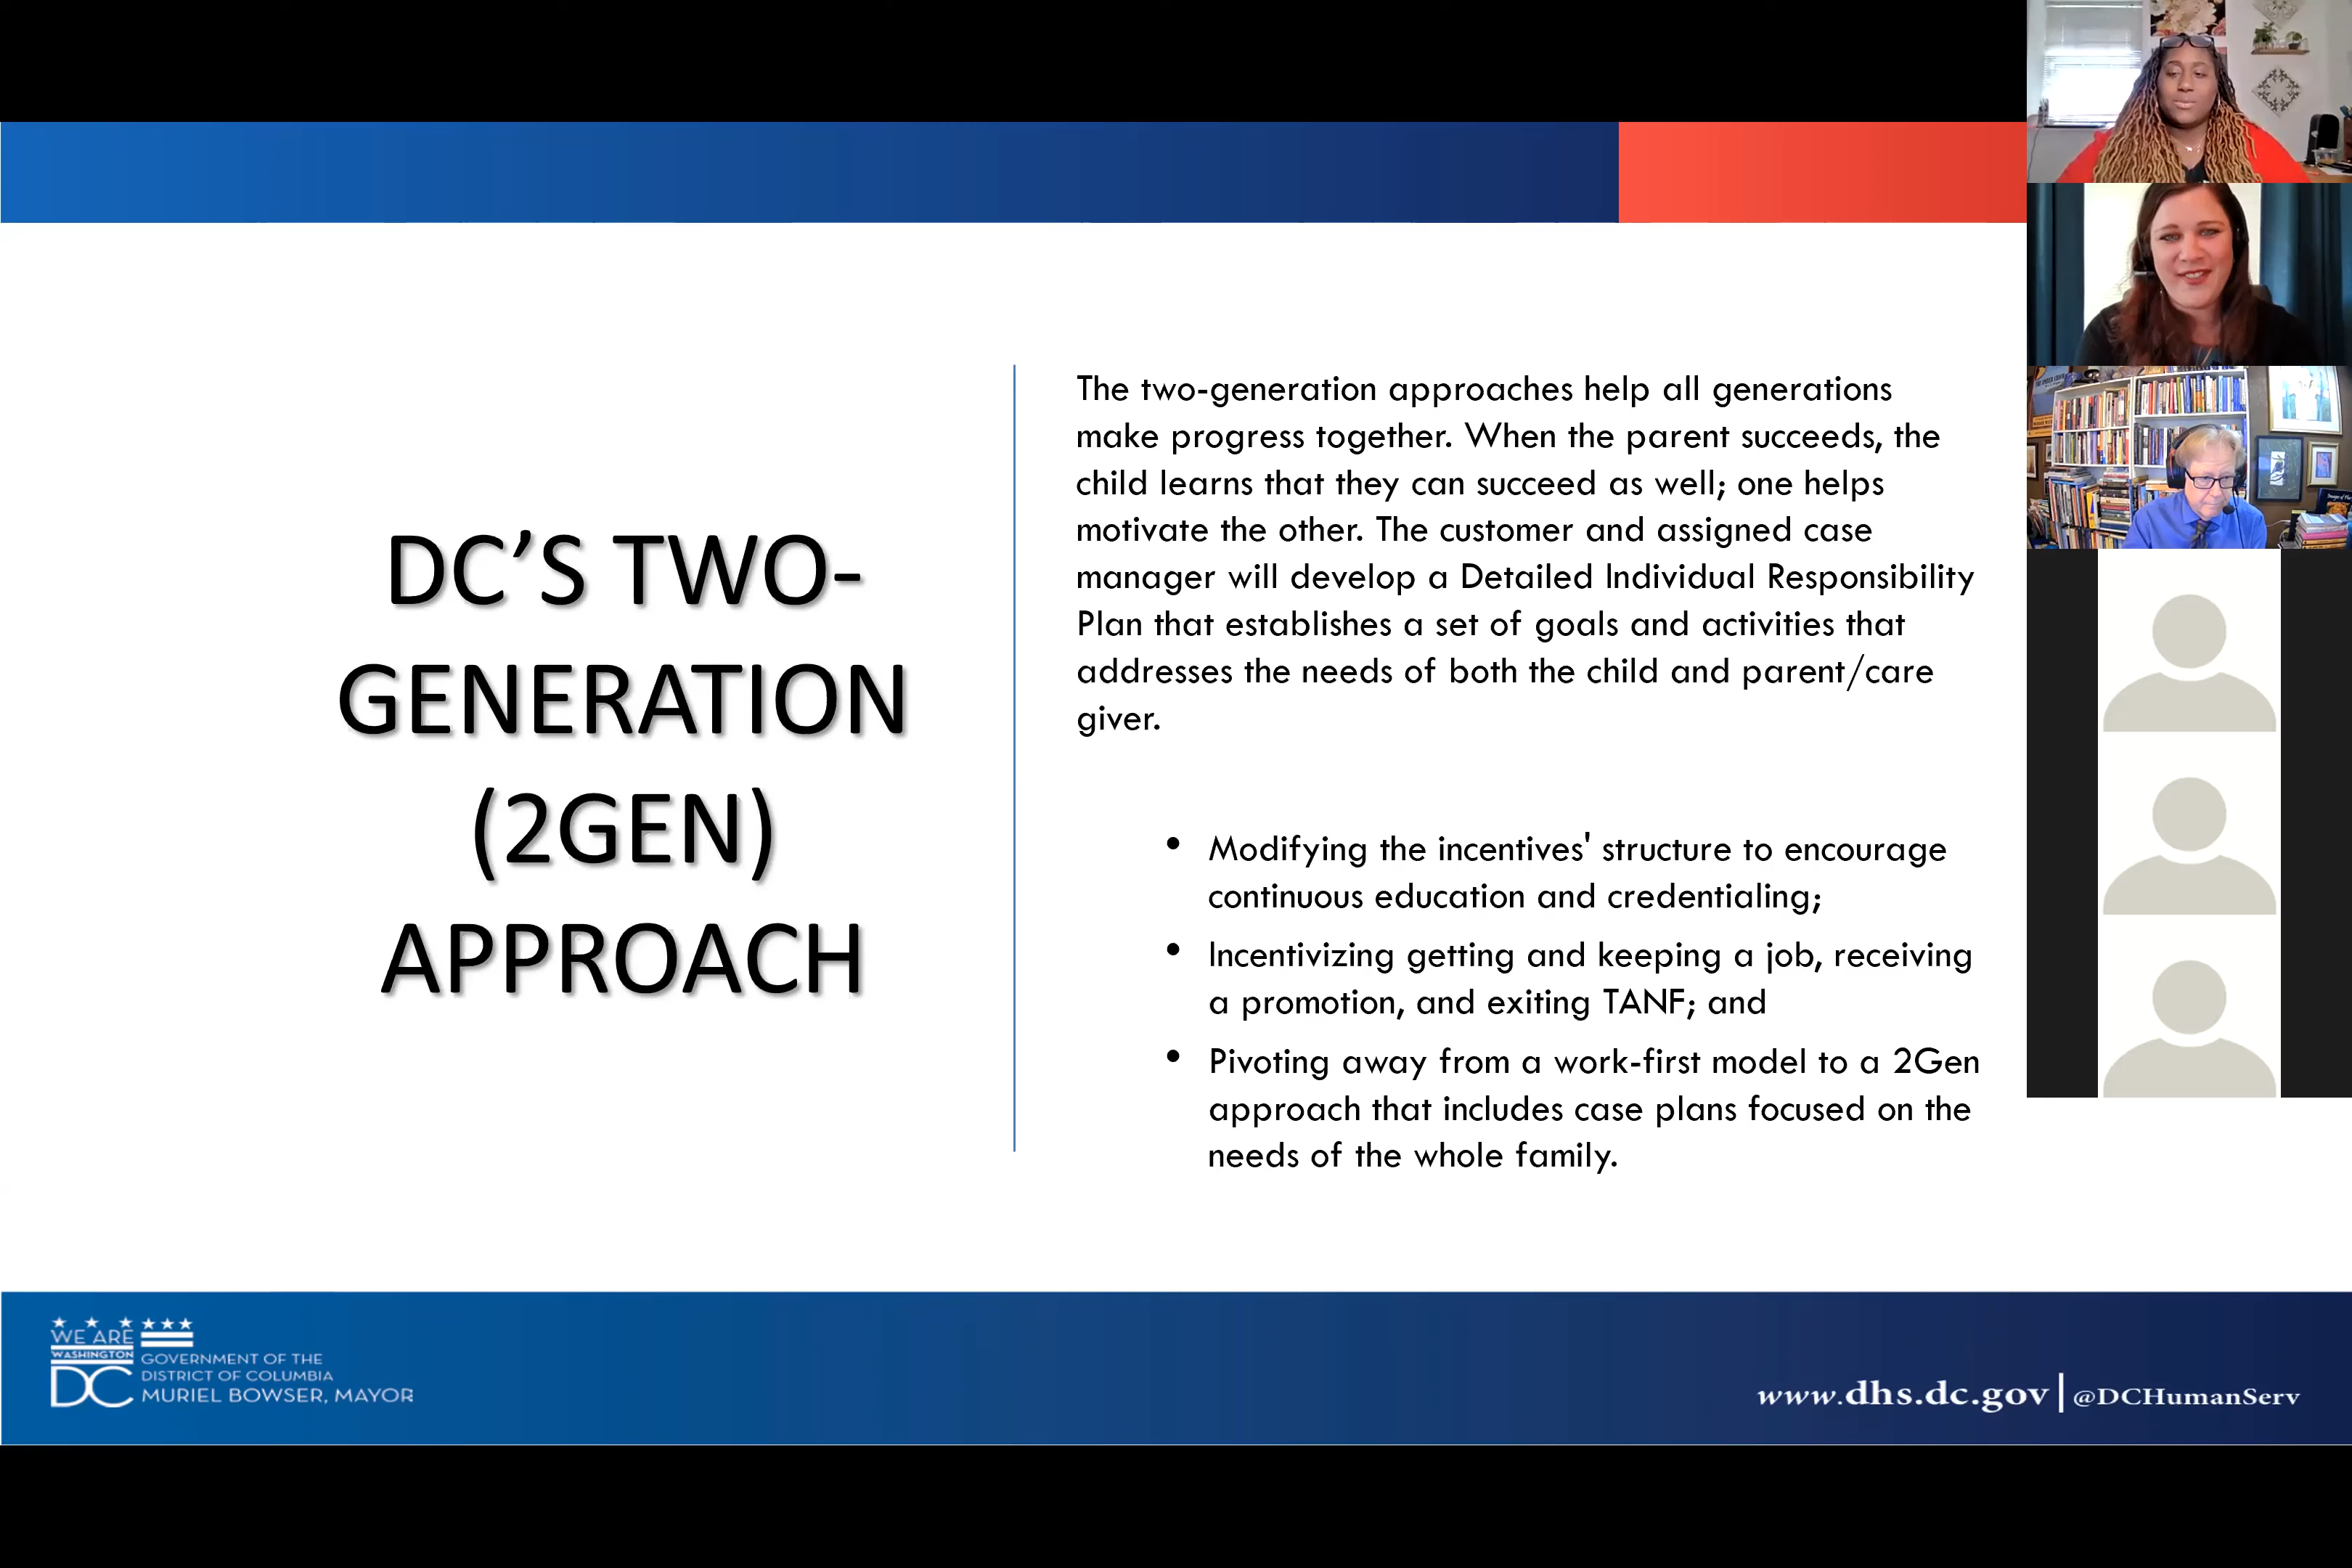 DC’S TWO-
GENERATION
(2GEN)
APPROACH
The two-generation approaches help all generations
make progress together. When the parent succeeds, the
child learns that they can succeed as well; one helps
motivate the other. The customer and assigned case
manager will develop a Detailed Individual Responsibility
Plan that establishes a set of goals and activities that
addresses the needs of both the child and parent/care
giver.
• Modifying the incentives' structure to encourage
continuous education and credentialing;
• Incentivizing getting and keeping a job, receiving
a promotion, and exiting TANF; and
• Pivoting away from a work-first model to a 2Gen
approach that includes case plans focused on the
needs of the whole family.
WE ARE
WASHINGTON
DC
GOVERNMENT OF THE
DISTRICT OF COLUMBIA
MURIEL BOWSER, MAYOR
www.dhs.dc.gov | @DCHumanServ